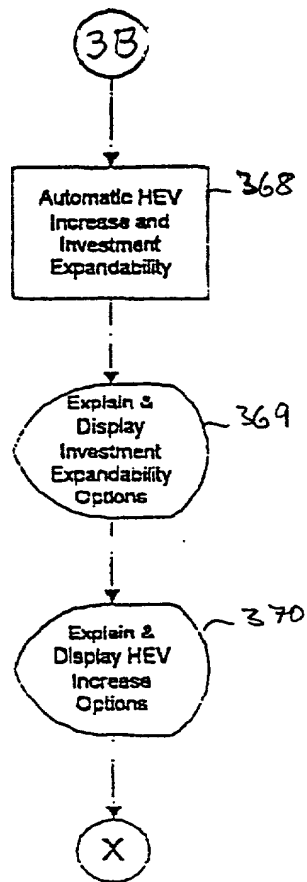 3B
Automatic HEV
Increase and
Investment
Expandability
368
Explain &
Display
Investment
Expandability
Options
369
Explain &
Display HEV
Increase
Options
370
X